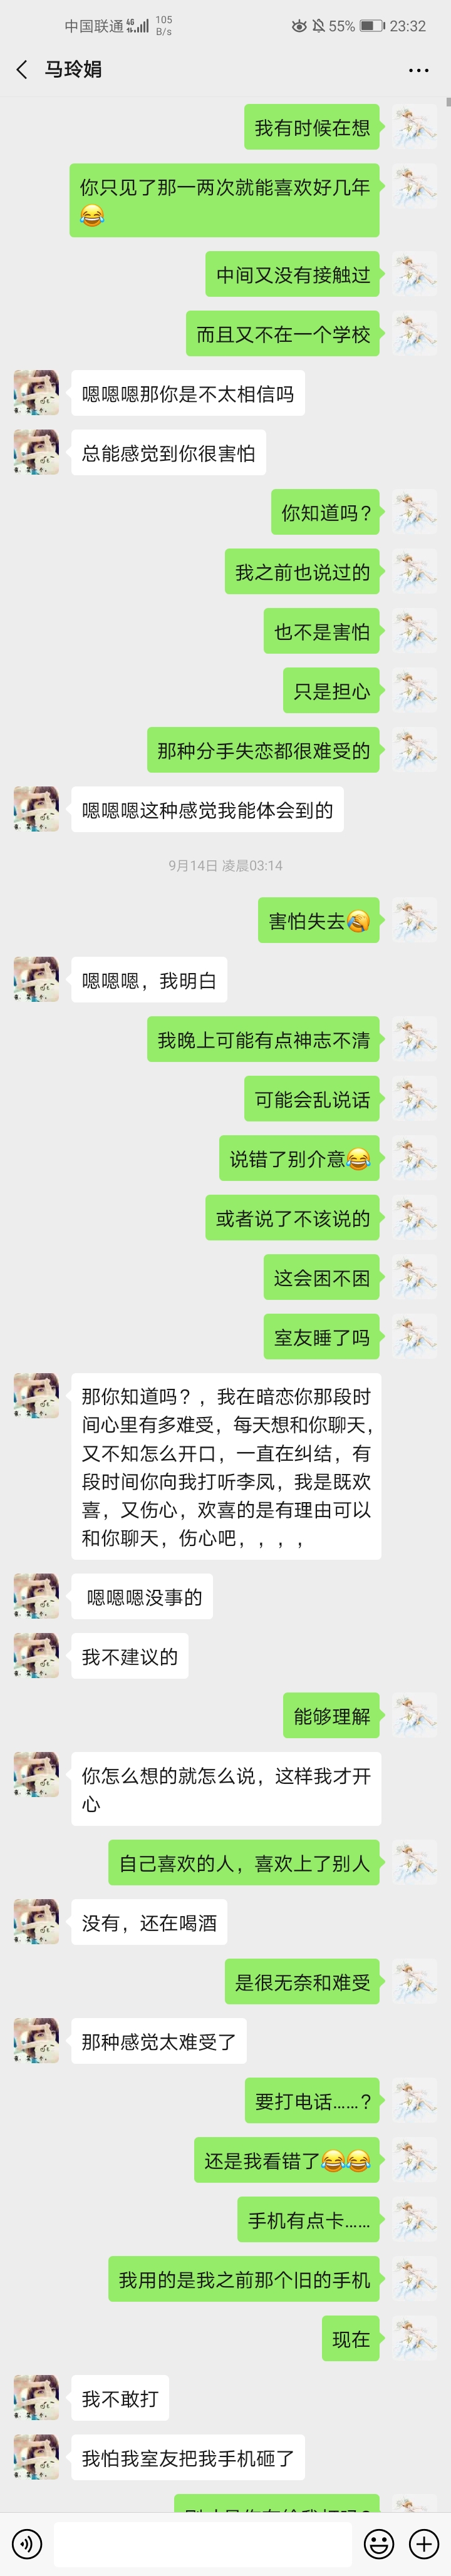 中国联通 4G 105 B/s 55% 23:32
马玲娟
我有时候在想
你只见了那一两次就能喜欢好几年
😂
中间又没有接触过
而且又不在一个学校
嗯嗯嗯那你是不太相信吗
总能感觉到你很害怕
你知道吗?
我之前也说过的
也不是害怕
只是担心
那种分手失恋都很难受的
嗯嗯嗯这种感觉我能体会到的
9月14日 凌晨03:14
害怕失去🤣
嗯嗯嗯，我明白
我晚上可能有点神志不清
可能会乱说话
说错了别介意😂
或者说了不该说的
这会困不困
室友睡了吗
那你知道吗?，我在暗恋你那段时
间心里有多难受，每天想和你聊天，
又不知怎么开口，一直在纠结，有
段时间你向我打听李凤，我是既欢
喜，又伤心，欢喜的是有理由可以
和你聊天，伤心吧，，，，
嗯嗯嗯没事的
我不建议的
能够理解
你怎么想的就怎么说，这样我才开
心
自己喜欢的人，喜欢上了别人
没有，还在喝酒
是很无奈和难受
那种感觉太难受了
要打电话……?
还是我看错了😂😂
手机有点卡……
我用的是我之前那个旧的手机
现在
我不敢打
我怕我室友把我手机砸了